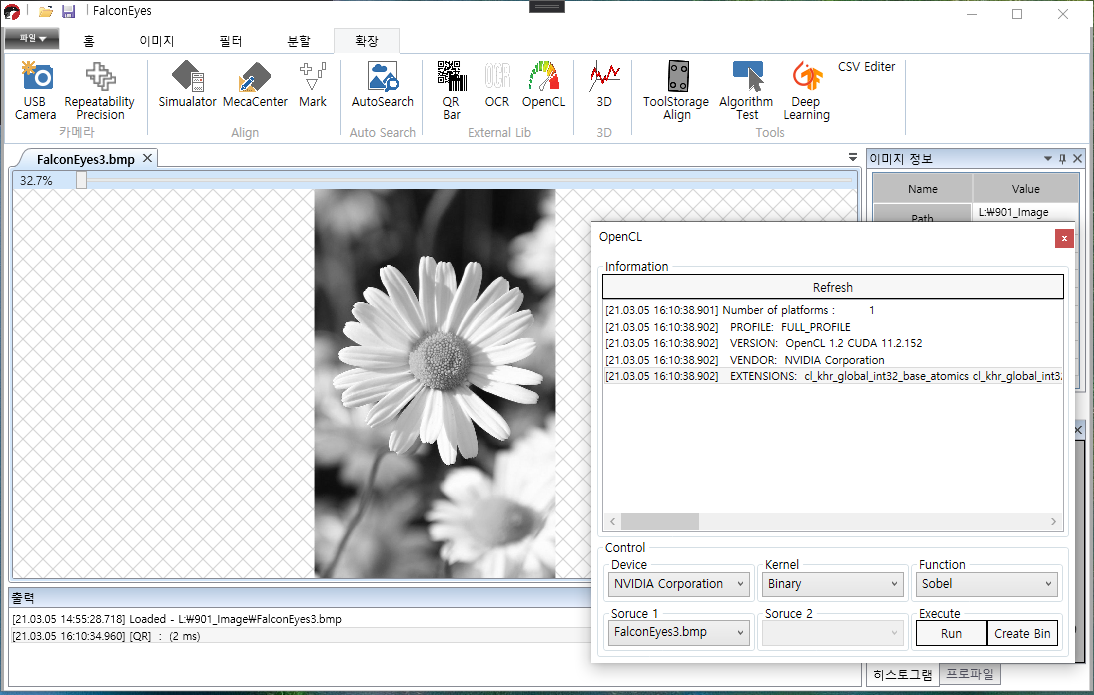 FalconEyes
파일
홈
이미지
필터
분할
확장
USB Camera
Repeatability Precision
카메라
Simualator
MecaCenter
Mark
Align
AutoSearch
Auto Search
QR Bar
OCR
OCR
OpenCL
External Lib
3D
3D
ToolStorage Align
Algorithm Test
Deep Learning
CSV Editer
Tools
FalconEyes3.bmp
32.7%
이미지 정보
Name Value
Path L:₩901_Image
OpenCL
x
Information
Refresh
[21.03.05 16:10:38.901] Number of platforms : 1
[21.03.05 16:10:38.902] PROFILE: FULL_PROFILE
[21.03.05 16:10:38.902] VERSION: OpenCL 1.2 CUDA 11.2.152
[21.03.05 16:10:38.902] VENDOR: NVIDIA Corporation
[21.03.05 16:10:38.902] EXTENSIONS: cl_khr_global_int32_base_atomics cl_khr_global_int32
Control
Device Kernel Function
NVIDIA Corporation Binary Sobel
Soruce 1 Soruce 2 Execute
FalconEyes3.bmp Run Create Bin
출력
[21.03.05 14:55:28.718] Loaded - L:₩901_Image₩FalconEyes3.bmp
[21.03.05 16:10:34.960] [QR] : (2 ms)
히스토그램 프로파일